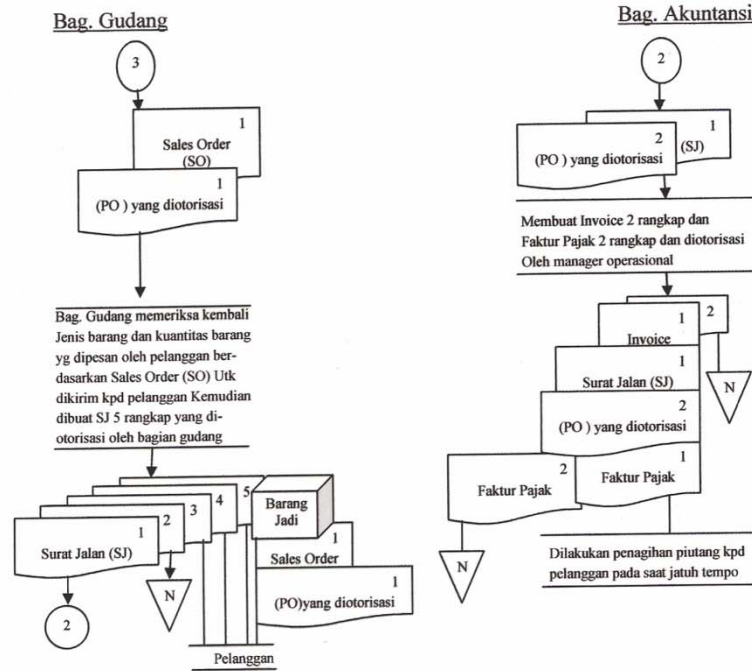 Bag. Gudang
3
1
Sales Order
(SO)
1
(PO ) yang diotorisasi
Bag. Gudang memeriksa kembali
Jenis barang dan kuantitas barang
yg dipesan oleh pelanggan ber-
dasarkan Sales Order (SO) Utk
dikirim kpd pelanggan Kemudian
dibuat SJ 5 rangkap yang di-
otorisasi oleh bagian gudang
1
2
3
4
5
Surat Jalan (SJ)
2
N
Barang
Jadi
1
Sales Order
1
(PO)yang diotorisasi
Pelanggan
Bag. Akuntansi
2
1
(SJ)
2
(PO ) yang diotorisasi
Membuat Invoice 2 rangkap dan
Faktur Pajak 2 rangkap dan diotorisasi
Oleh manager operasional
2
1
Invoice
N
1
Surat Jalan (SJ)
2
(PO ) yang diotorisasi
2
Faktur Pajak
1
Faktur Pajak
N
Dilakukan penagihan piutang kpd
pelanggan pada saat jatuh tempo